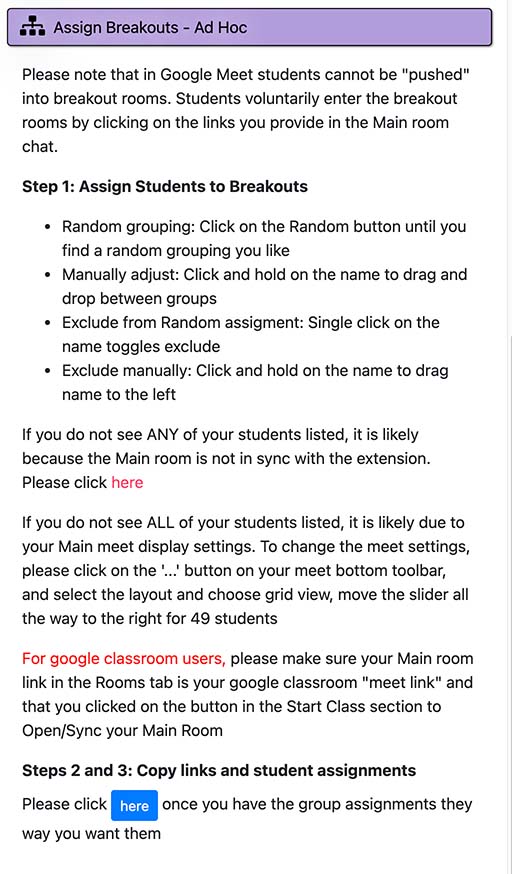 Assign Breakouts - Ad Hoc
Please note that in Google Meet students cannot be "pushed"
into breakout rooms. Students voluntarily enter the breakout
rooms by clicking on the links you provide in the Main room
chat.
Step 1: Assign Students to Breakouts
• Random grouping: Click on the Random button until you
find a random grouping you like
• Manually adjust: Click and hold on the name to drag and
drop between groups
• Exclude from Random assigment: Single click on the
name toggles exclude
• Exclude manually: Click and hold on the name to drag
name to the left
If you do not see ANY of your students listed, it is likely
because the Main room is not in sync with the extension.
Please click here
If you do not see ALL of your students listed, it is likely due to
your Main meet display settings. To change the meet settings,
please click on the '...' button on your meet bottom toolbar,
and select the layout and choose grid view, move the slider all
the way to the right for 49 students
For google classroom users, please make sure your Main room
link in the Rooms tab is your google classroom "meet link" and
that you clicked on the button in the Start Class section to
Open/Sync your Main Room
Steps 2 and 3: Copy links and student assignments
Please click here once you have the group assignments they
way you want them